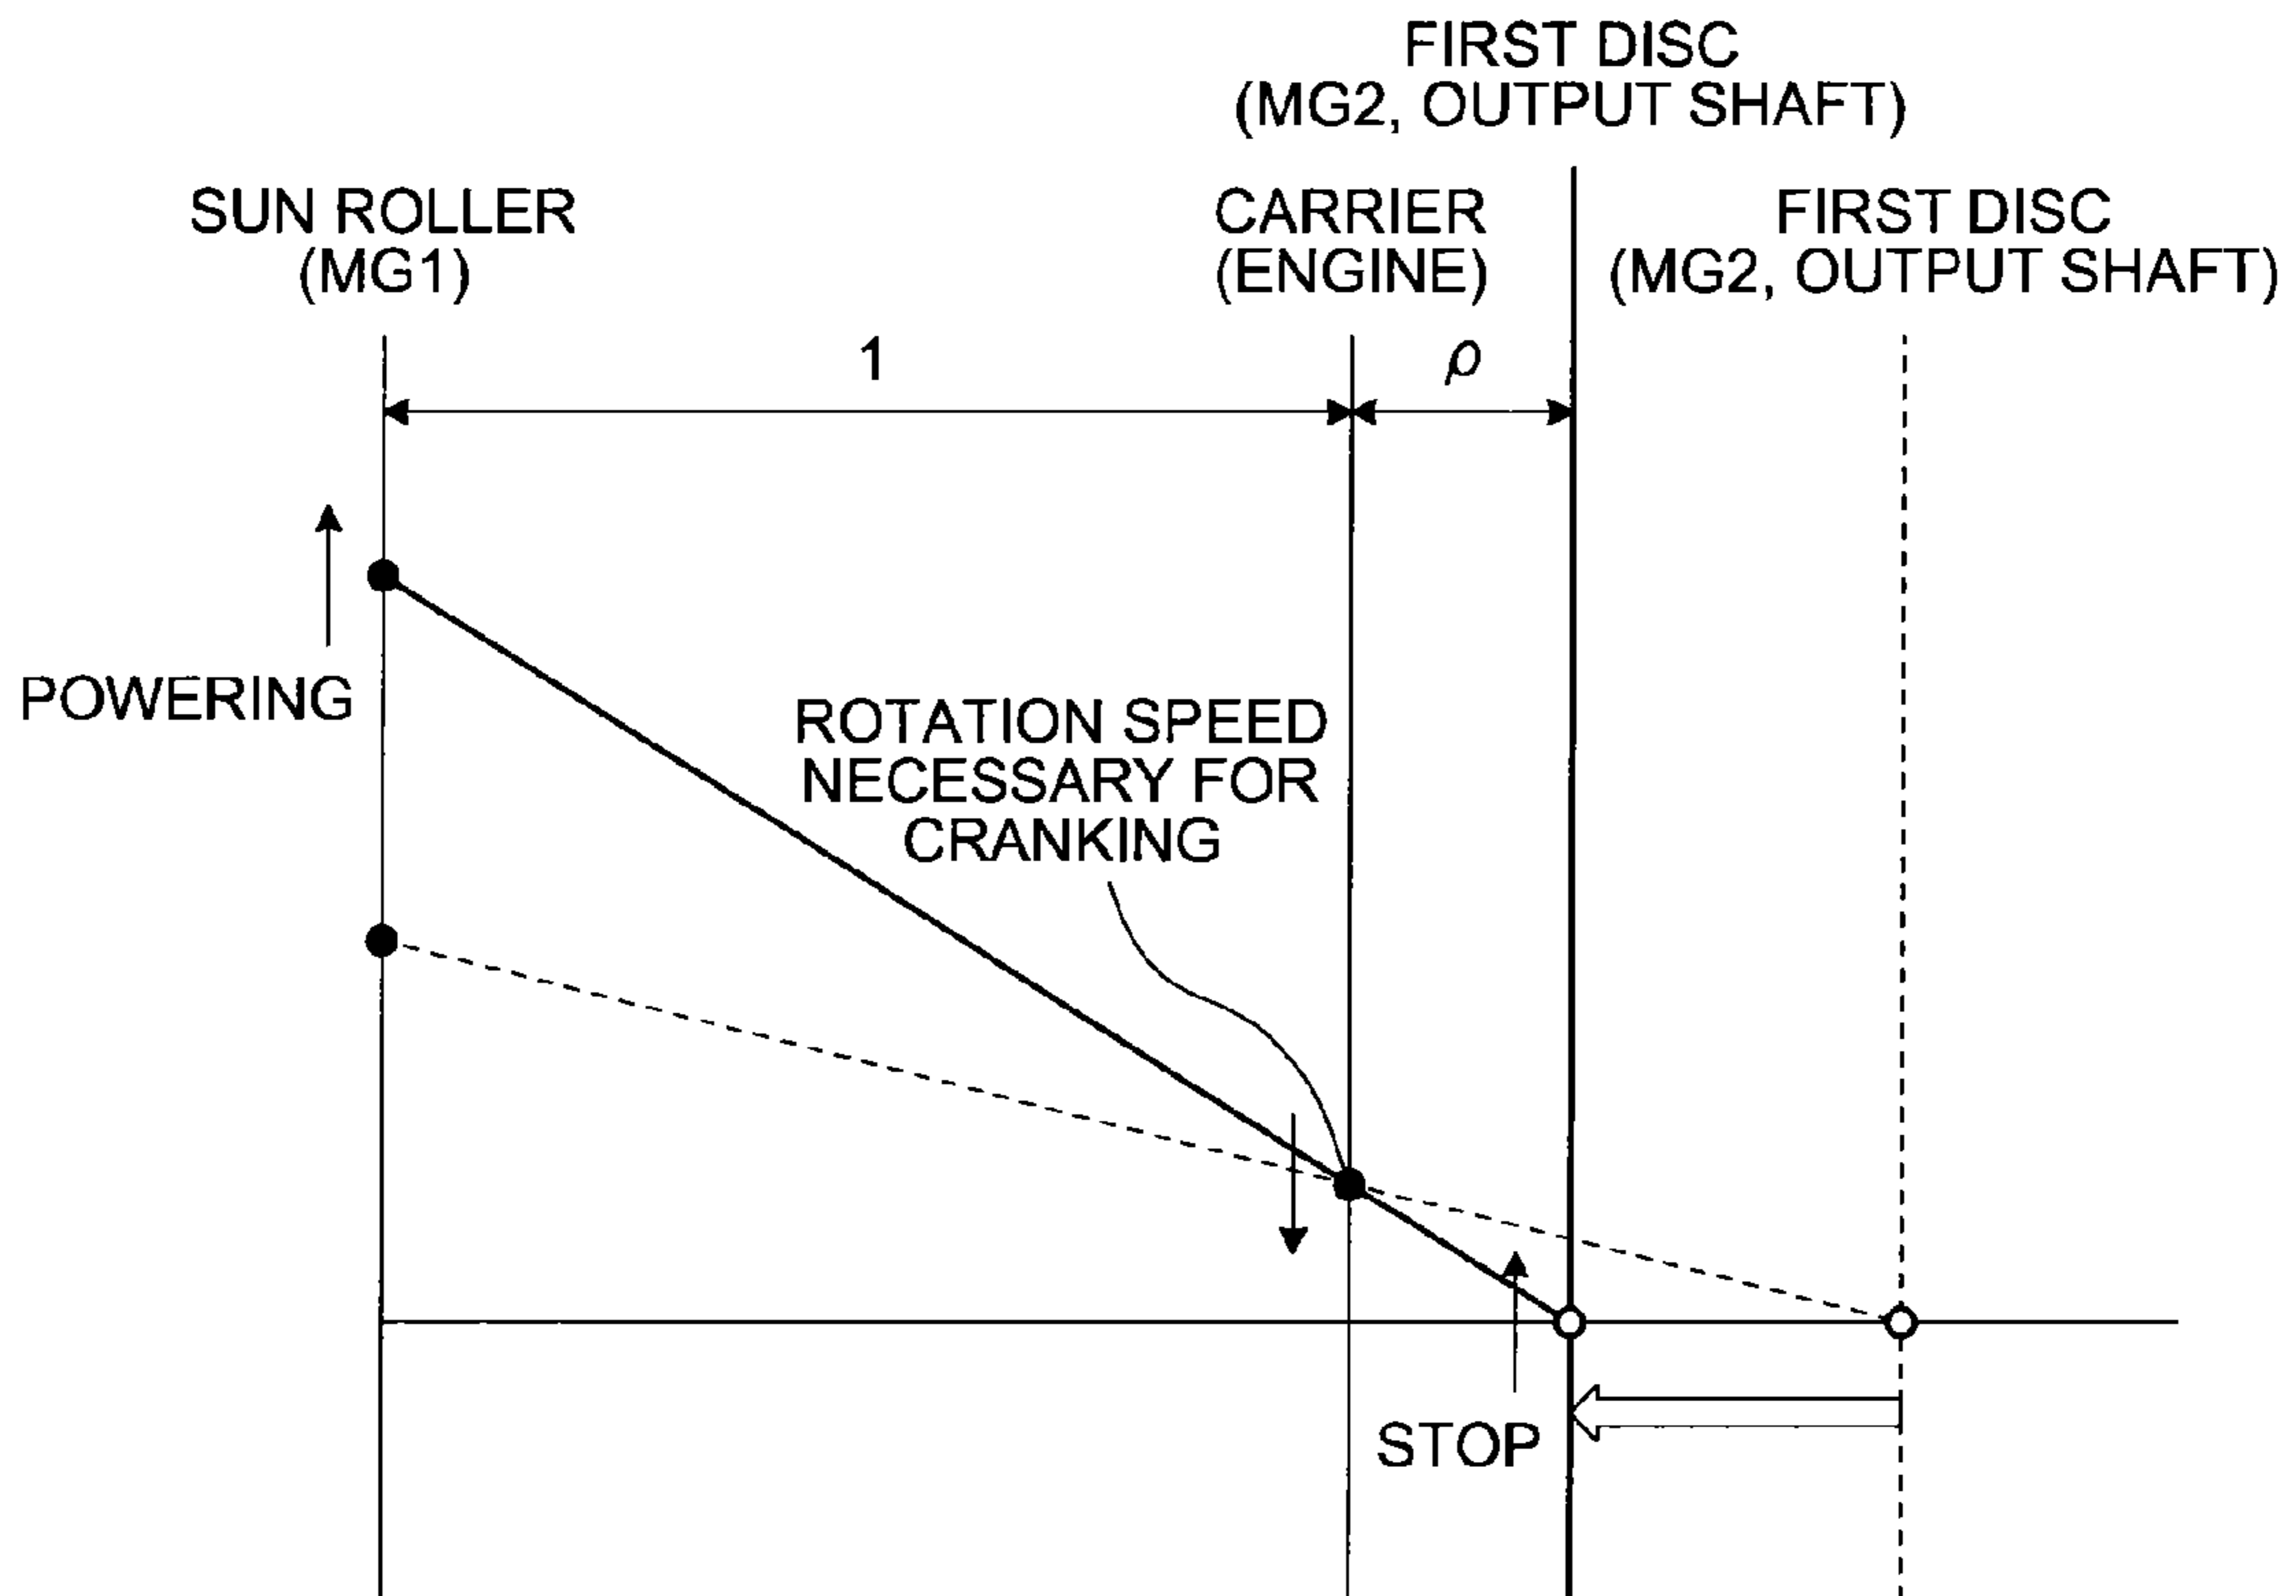 FIRST DISC
(MG2, OUTPUT SHAFT)
SUN ROLLER
(MG1)
CARRIER
(ENGINE)
FIRST DISC
(MG2, OUTPUT SHAFT)
1
ρ
POWERING
ROTATION SPEED
NECESSARY FOR
CRANKING
STOP